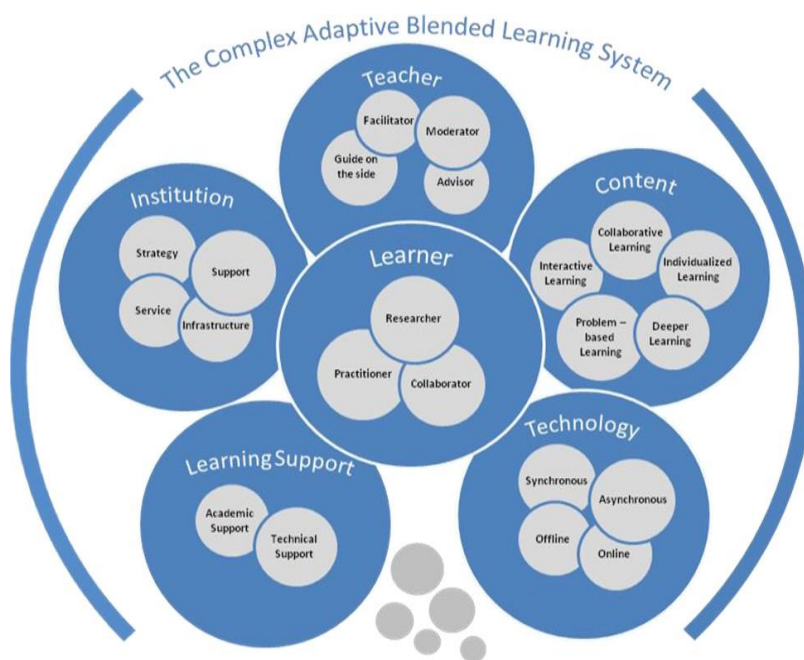 The Complex Adaptive Blended Learning System
Teacher
Facilitator
Moderator
Guide on
the side
Advisor
Institution
Strategy
Support
Service
Infrastructure
Content
Collaborative
Learning
Interactive
Learning
Individualized
Learning
Problem –
based
Learning
Deeper
Learning
Learner
Researcher
Practitioner
Collaborator
Learning Support
Academic
Support
Technical
Support
Technology
Synchronous
Asynchronous
Offline
Online